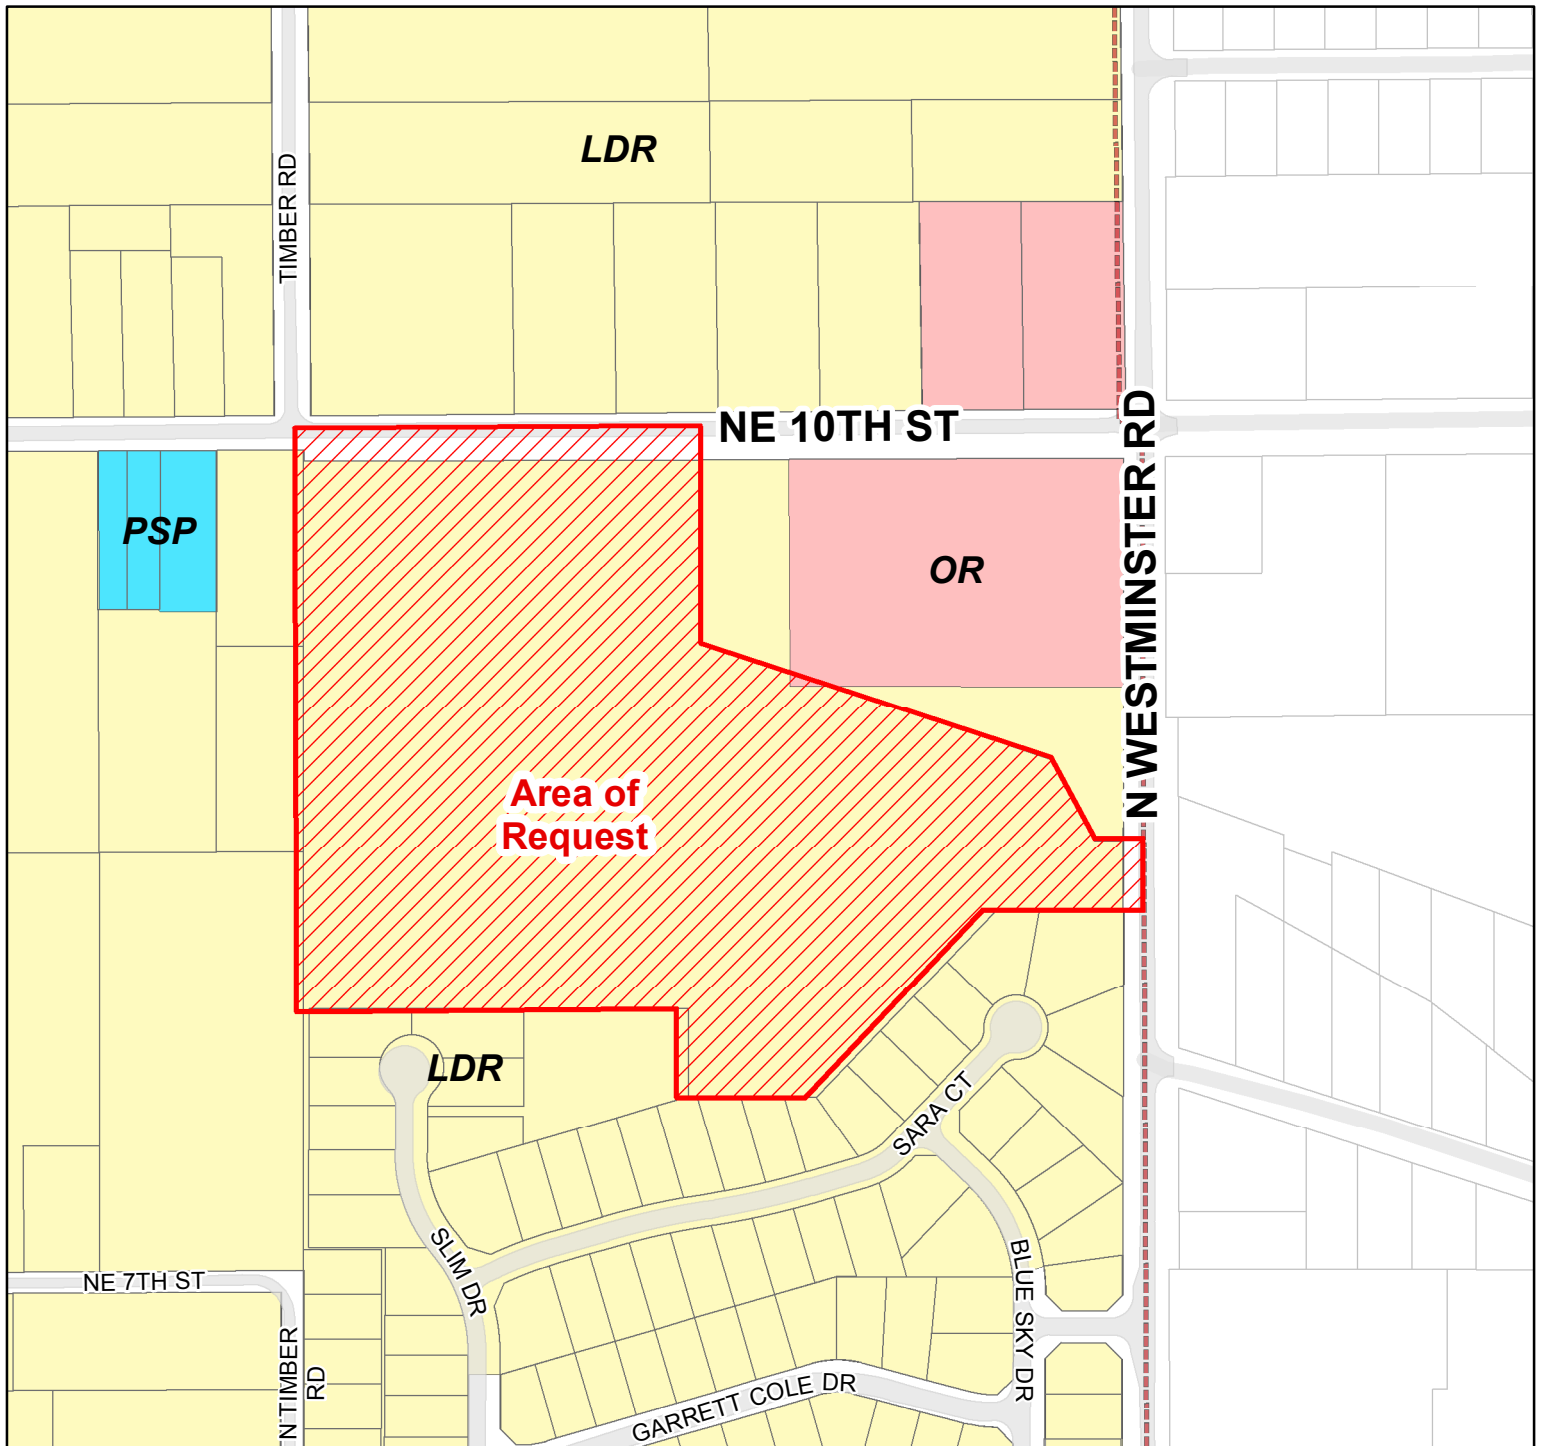 LDR
TIMBER RD
NE 10TH ST
N WESTMINSTER RD
PSP
OR
Area of
Request
LDR
SARA CT
SLIM DR
BLUE SKY DR
NE 7TH ST
N TIMBER
RD
GARRETT COLE DR